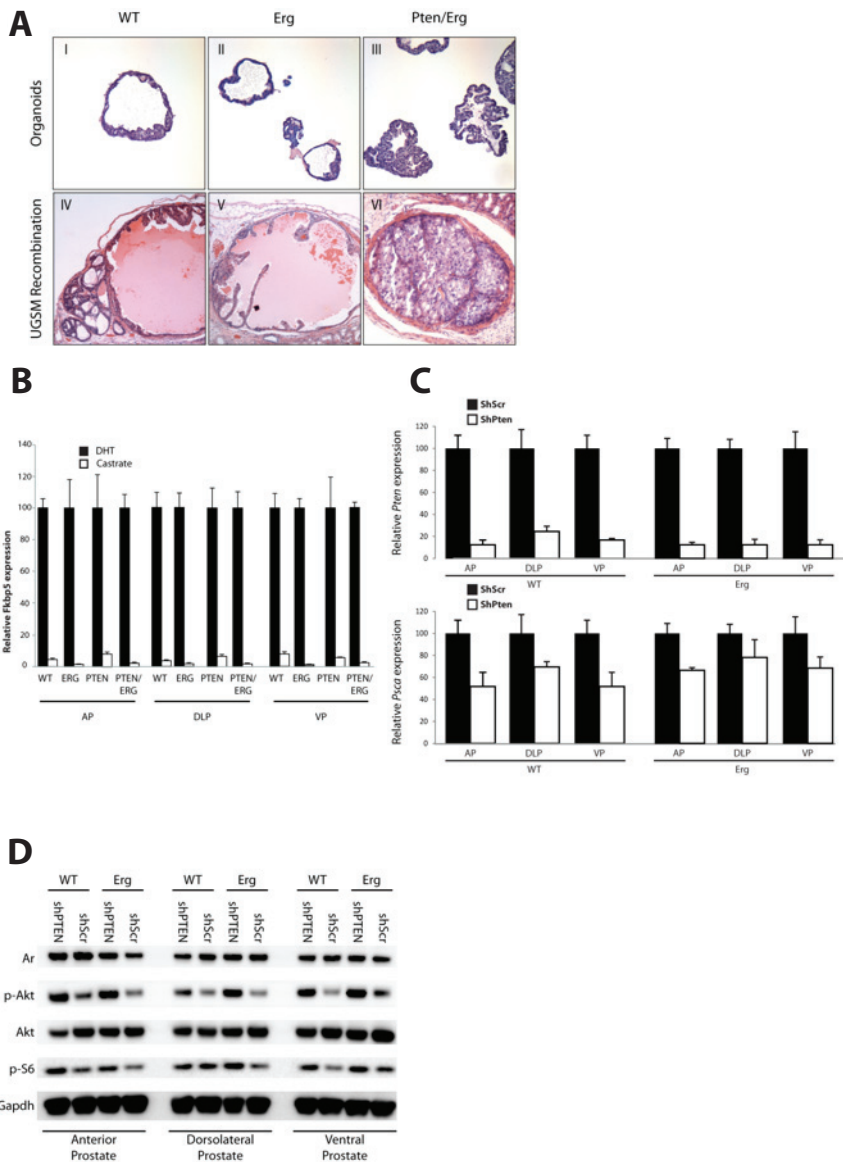 A
WT Erg Pten/Erg
Organoids
I II III
UGSM Recombination
IV V VI
B
DHT
Castrate
Relative Fkbp5 expression
140
120
100
80
60
40
20
0
WT ERG PTEN PTEN/ERG WT ERG PTEN PTEN/ERG WT ERG PTEN PTEN/ERG
AP DLP VP
C
ShScr
ShPten
Relative Pten expression
120
100
80
60
40
20
0
AP DLP VP AP DLP VP
WT Erg
ShScr
ShPten
Relative Psca expression
120
100
80
60
40
20
0
AP DLP VP AP DLP VP
WT Erg
D
WT Erg WT Erg WT Erg
shPTEN shScr shPTEN shScr shPTEN shScr shPTEN shScr shPTEN shScr shPTEN shScr
Ar
p-Akt
Akt
p-S6
Gapdh
Anterior Prostate
Dorsolateral Prostate
Ventral Prostate